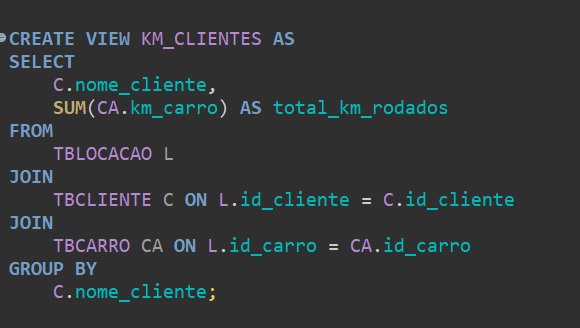 CREATE VIEW KM_CLIENTES AS
SELECT
    C.nome_cliente,
    SUM(CA.km_carro) AS total_km_rodados
FROM
    TBLOCACAO L
JOIN
    TBCLIENTE C ON L.id_cliente = C.id_cliente
JOIN
    TBCARRO CA ON L.id_carro = CA.id_carro
GROUP BY
    C.nome_cliente;